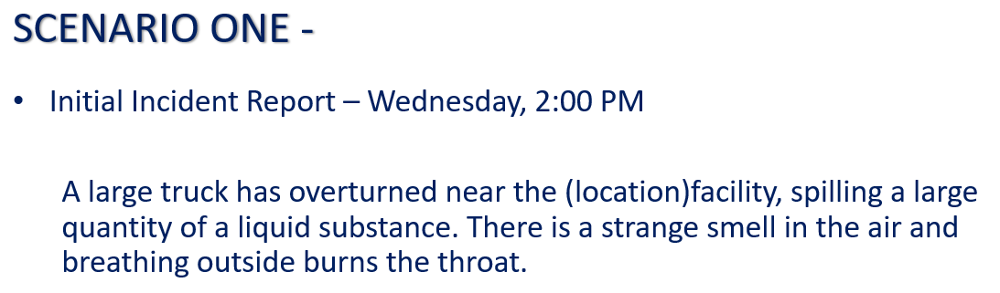 SCENARIO ONE -
• Initial Incident Report – Wednesday, 2:00 PM
A large truck has overturned near the (location)facility, spilling a large
quantity of a liquid substance. There is a strange smell in the air and
breathing outside burns the throat.